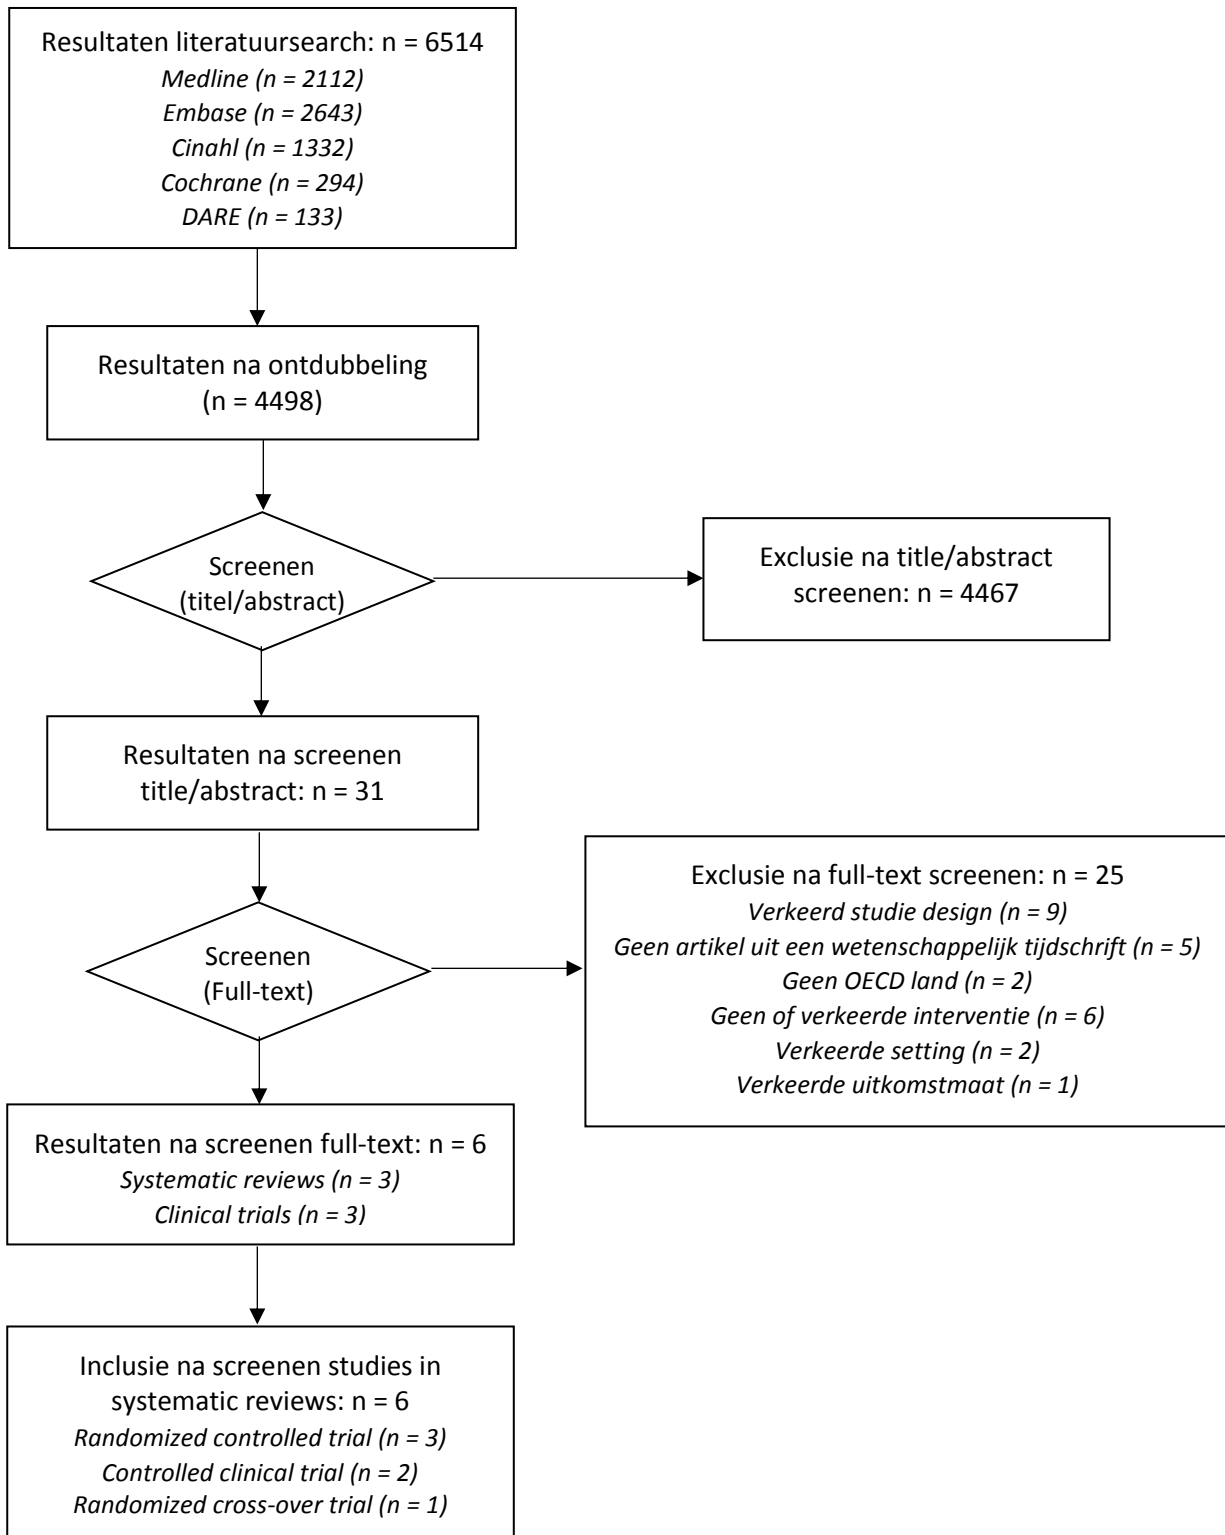 Resultaten literatuursearch: n = 6514
Medline (n = 2112)
Embase (n = 2643)
Cinahl (n = 1332)
Cochrane (n = 294)
DARE (n = 133)
Resultaten na ontdubbeling
(n = 4498)
Screenen
(titel/abstract)
Exclusie na title/abstract
screenen: n = 4467
Resultaten na screenen
title/abstract: n = 31
Screenen
(Full-text)
Exclusie na full-text screenen: n = 25
Verkeerd studie design (n = 9)
Geen artikel uit een wetenschappelijk tijdschrift (n = 5)
Geen OECD land (n = 2)
Geen of verkeerde interventie (n = 6)
Verkeerde setting (n = 2)
Verkeerde uitkomstmaat (n = 1)
Resultaten na screenen full-text: n = 6
Systematic reviews (n = 3)
Clinical trials (n = 3)
Inclusie na screenen studies in
systematic reviews: n = 6
Randomized controlled trial (n = 3)
Controlled clinical trial (n = 2)
Randomized cross-over trial (n = 1)